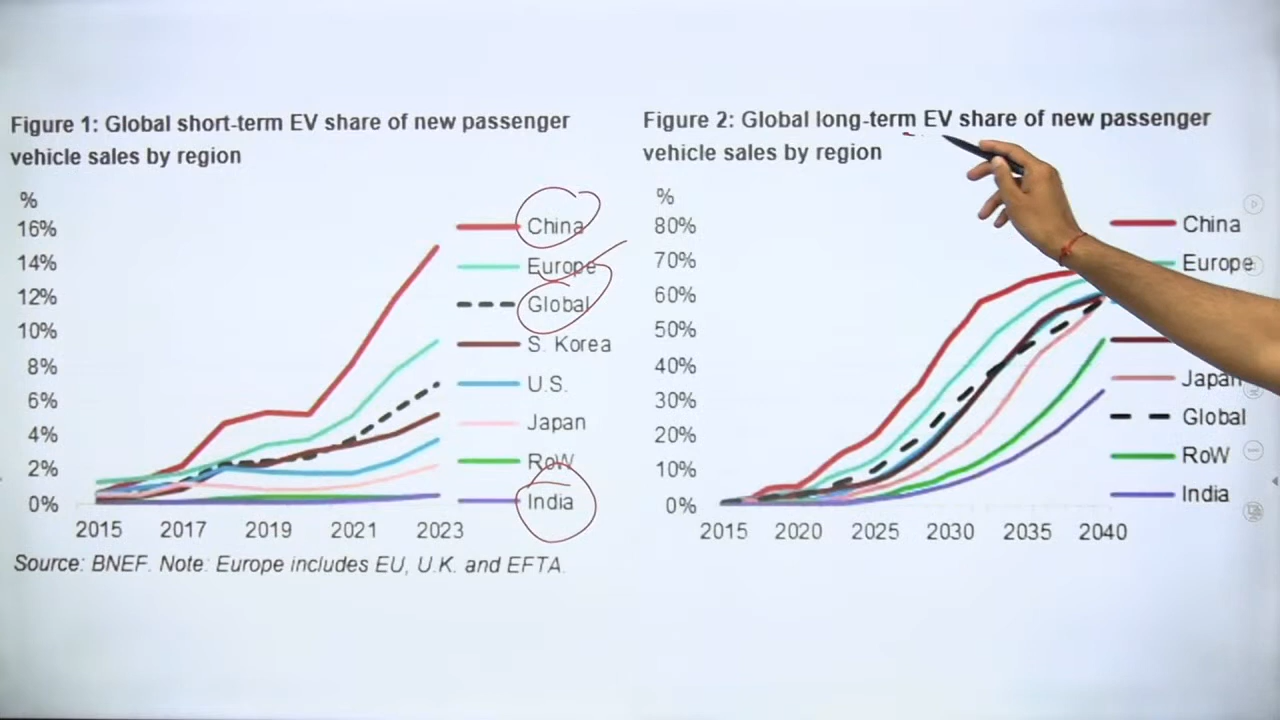 Figure 1: Global short-term EV share of new passenger
vehicle sales by region
%
16%
14%
12%
10%
8%
6%
4%
2%
0%
2015 2017 2019 2021 2023
China
Europe
Global
S. Korea
U.S.
Japan
RoW
India
Source: BNEF. Note: Europe includes EU, U.K. and EFTA.
Figure 2: Global long-term EV share of new passenger
vehicle sales by region
%
80%
70%
60%
50%
40%
30%
20%
10%
0%
2015 2020 2025 2030 2035 2040
China
Europe
Japan
Global
RoW
India